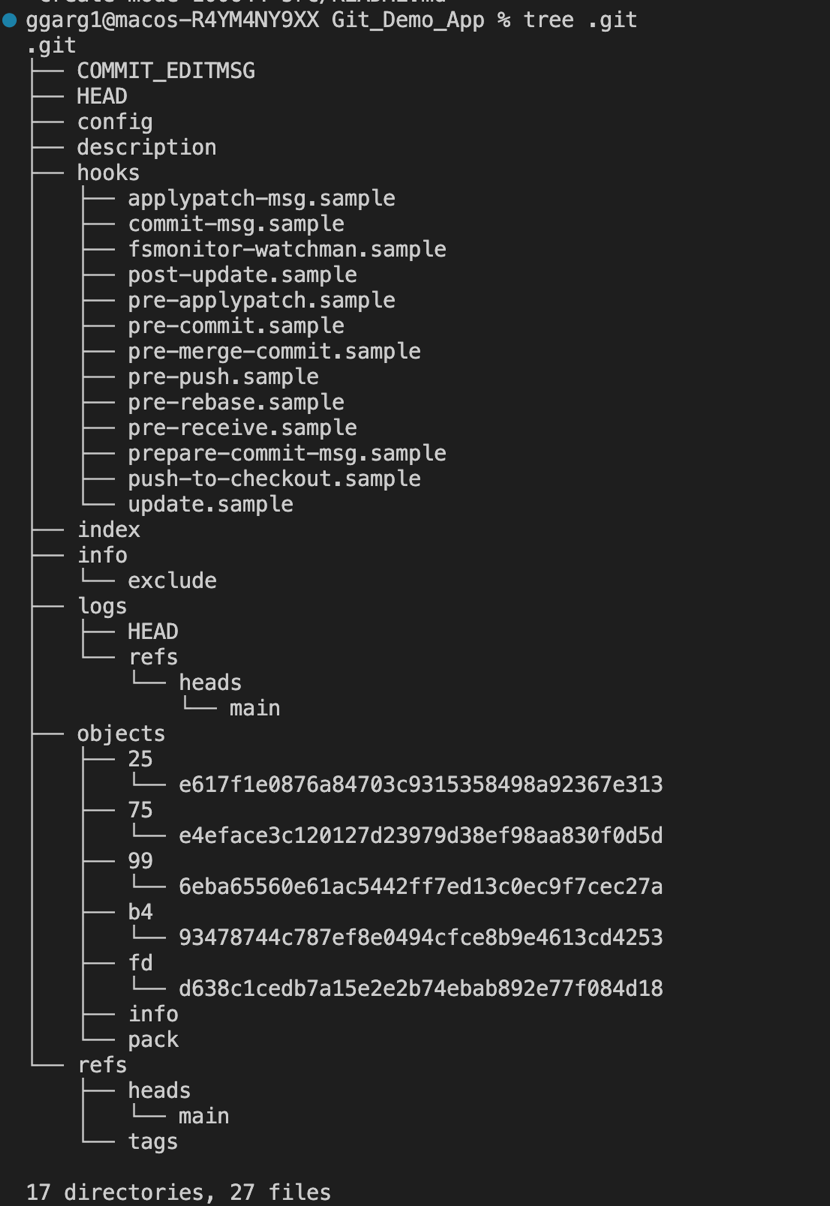 ggarg1@macos-R4YM4NY9XX Git_Demo_App % tree .git
.git
├── COMMIT_EDITMSG
├── HEAD
├── config
├── description
├── hooks
│   ├── applypatch-msg.sample
│   ├── commit-msg.sample
│   ├── fsmonitor-watchman.sample
│   ├── post-update.sample
│   ├── pre-applypatch.sample
│   ├── pre-commit.sample
│   ├── pre-merge-commit.sample
│   ├── pre-push.sample
│   ├── pre-rebase.sample
│   ├── pre-receive.sample
│   ├── prepare-commit-msg.sample
│   ├── push-to-checkout.sample
│   └── update.sample
├── index
├── info
│   └── exclude
├── logs
│   ├── HEAD
│   └── refs
│       └── heads
│           └── main
├── objects
│   ├── 25
│   │   └── e617f1e0876a84703c9315358498a92367e313
│   ├── 75
│   │   └── e4eface3c120127d23979d38ef98aa830f0d5d
│   ├── 99
│   │   └── 6eba65560e61ac5442ff7ed13c0ec9f7cec27a
│   ├── b4
│   │   └── 93478744c787ef8e0494cfce8b9e4613cd4253
│   ├── fd
│   │   └── d638c1cedb7a15e2e2b74ebab892e77f084d18
│   ├── info
│   └── pack
└── refs
    ├── heads
    │   └── main
    └── tags

17 directories, 27 files